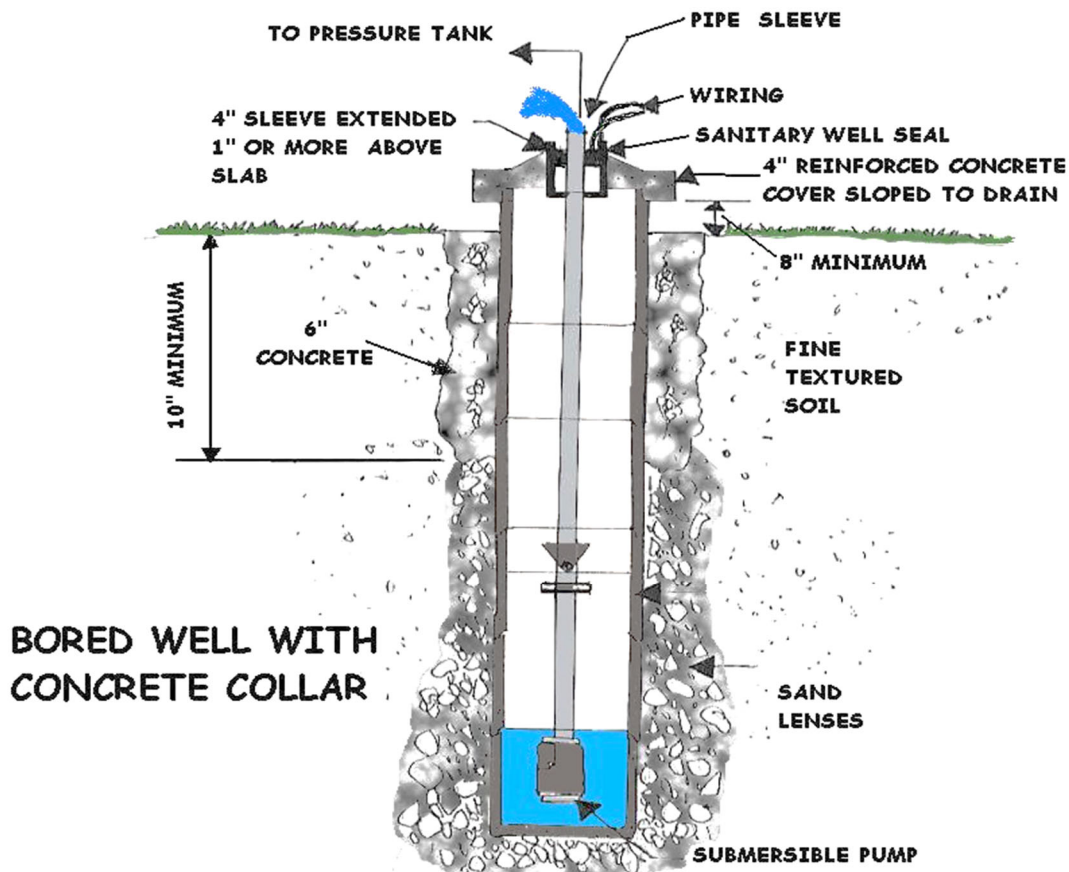 TO PRESSURE TANK
PIPE SLEEVE
WIRING
4" SLEEVE EXTENDED
1" OR MORE ABOVE
SLAB
SANITARY WELL SEAL
4" REINFORCED CONCRETE
COVER SLOPED TO DRAIN
8" MINIMUM
10" MINIMUM
6"
CONCRETE
FINE
TEXTURED
SOIL
BORED WELL WITH
CONCRETE COLLAR
SAND
LENSES
SUBMERSIBLE PUMP